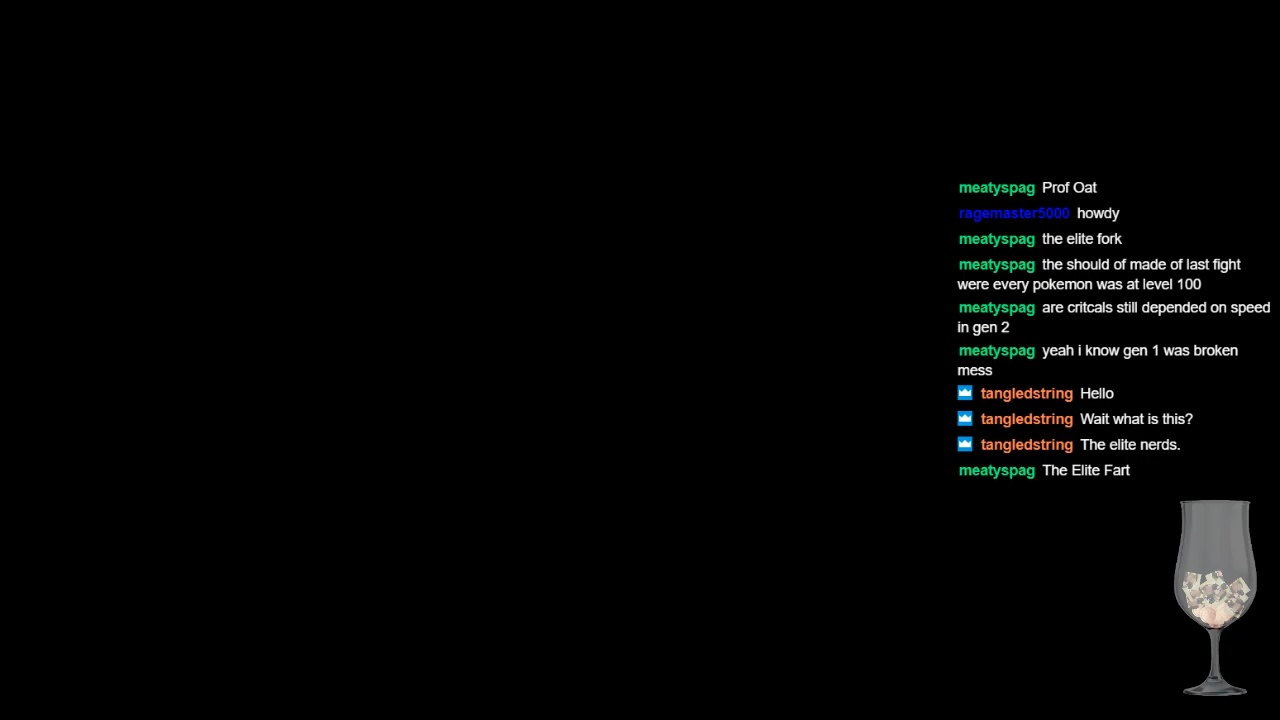 meatyspag Prof Oat
ragemaster5000 howdy
meatyspag the elite fork
meatyspag the should of made of last fight
were every pokemon was at level 100
meatyspag are critcals still depended on speed
in gen 2
meatyspag yeah i know gen 1 was broken
mess
tangledstring Hello
tangledstring Wait what is this?
tangledstring The elite nerds.
meatyspag The Elite Fart